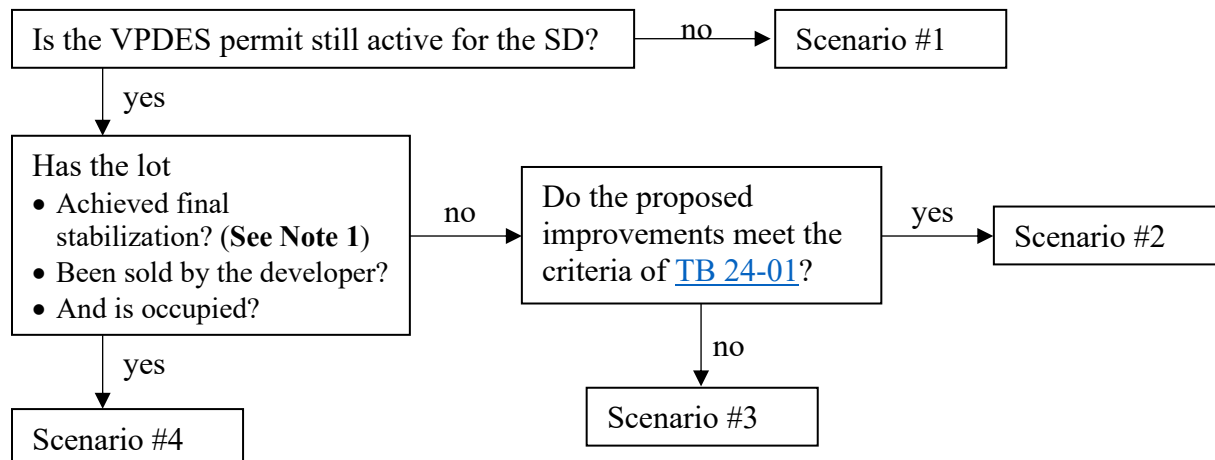 Is the VPDES permit still active for the SD?
no
Scenario #1
yes
Has the lot
• Achieved final
stabilization? (See Note 1)
• Been sold by the developer?
• And is occupied?
no
Do the proposed
improvements meet the
criteria of TB 24-01?
yes
Scenario #2
yes
no
Scenario #4
Scenario #3